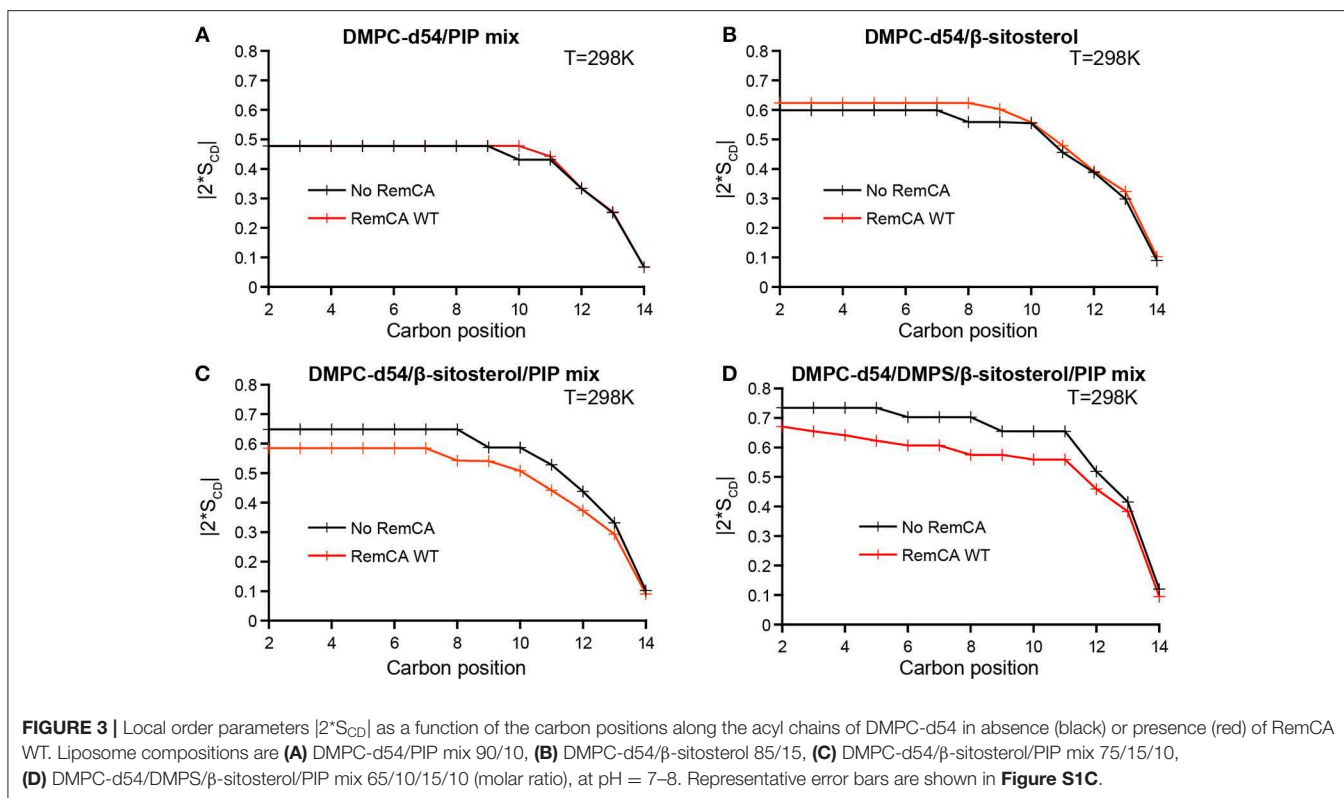 A
DMPC-d54/PIP mix
T=298K
|2*S_CD|
0.8
0.7
0.6
0.5
0.4
0.3
0.2
0.1
0
No RemCA
RemCA WT
2 4 6 8 10 12 14
Carbon position
B
DMPC-d54/β-sitosterol
T=298K
|2*S_CD|
0.8
0.7
0.6
0.5
0.4
0.3
0.2
0.1
0
No RemCA
RemCA WT
2 4 6 8 10 12 14
Carbon position
C
DMPC-d54/β-sitosterol/PIP mix
T=298K
|2*S_CD|
0.8
0.7
0.6
0.5
0.4
0.3
0.2
0.1
0
No RemCA
RemCA WT
2 4 6 8 10 12 14
Carbon position
D
DMPC-d54/DMPS/β-sitosterol/PIP mix
T=298K
|2*S_CD|
0.8
0.7
0.6
0.5
0.4
0.3
0.2
0.1
0
No RemCA
RemCA WT
2 4 6 8 10 12 14
Carbon position
FIGURE 3 | Local order parameters |2*S_CD| as a function of the carbon positions along the acyl chains of DMPC-d54 in absence (black) or presence (red) of RemCA
WT. Liposome compositions are (A) DMPC-d54/PIP mix 90/10, (B) DMPC-d54/β-sitosterol 85/15, (C) DMPC-d54/β-sitosterol/PIP mix 75/15/10,
(D) DMPC-d54/DMPS/β-sitosterol/PIP mix 65/10/15/10 (molar ratio), at pH = 7–8. Representative error bars are shown in Figure S1C.